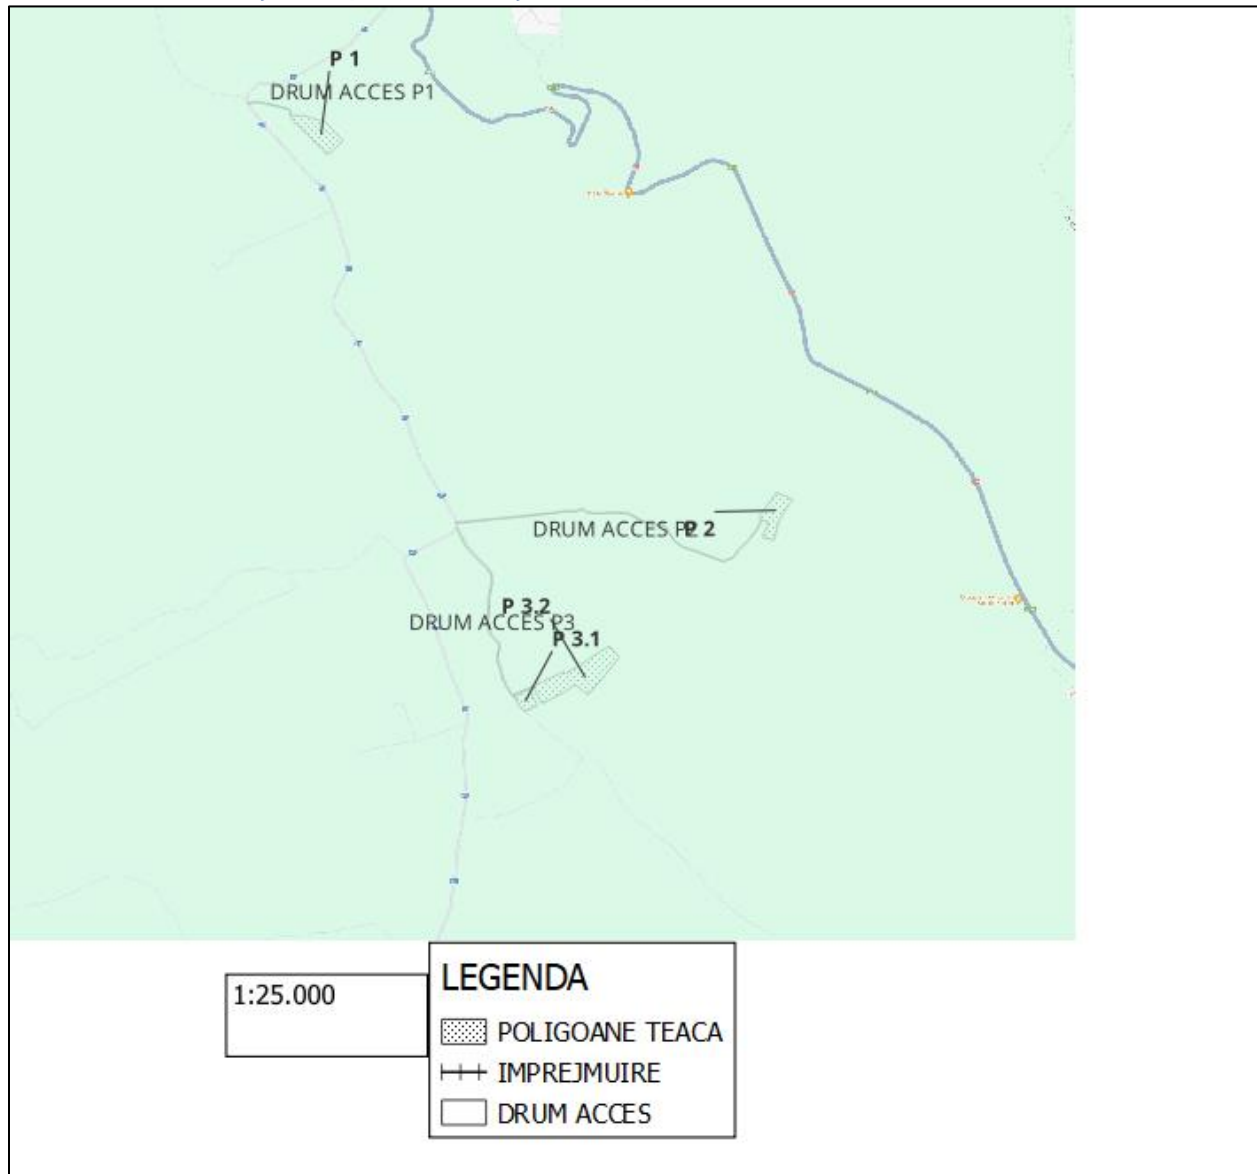 P 1
DRUM ACCES P1
DRUM ACCES P2
P 2
P 3.2
DRUM ACCES P3
P 3.1
1:25.000
LEGENDA
POLIGOANE TEACA
IMPREJMUIRE
DRUM ACCES